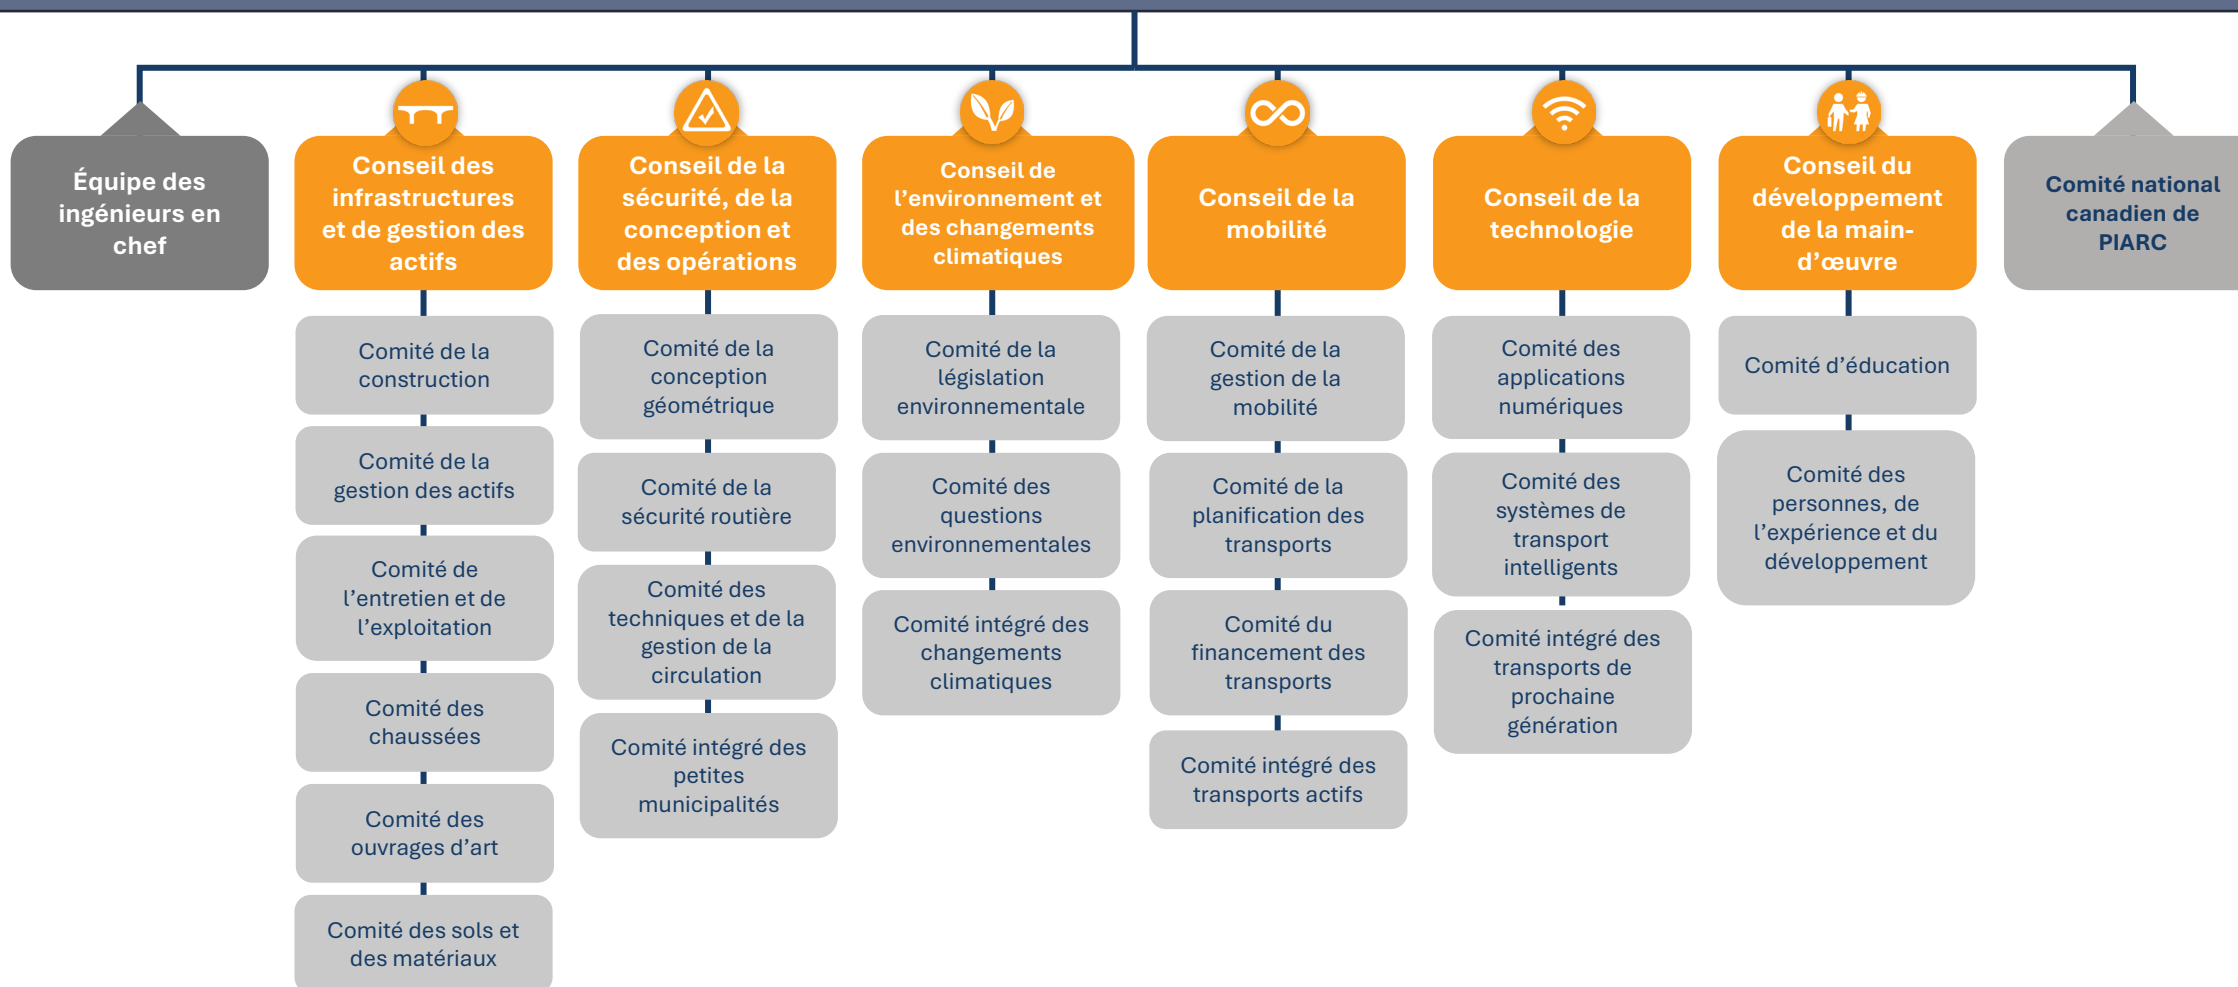 Équipe des
ingénieurs en
chef
Conseil des
infrastructures
et de gestion des
actifs
Conseil de la
sécurité, de la
conception et
des opérations
Conseil de
l’environnement et
des changements
climatiques
Conseil de la
mobilité
Conseil de la
technologie
Conseil du
développement
de la main-
d’œuvre
Comité national
canadien de
PIARC
Comité de la
construction
Comité de la
gestion des actifs
Comité de
l’entretien et de
l’exploitation
Comité des
chaussées
Comité des
ouvrages d’art
Comité des sols et
des matériaux
Comité de la
conception
géométrique
Comité de la
sécurité routière
Comité des
techniques et de la
gestion de la
circulation
Comité intégré des
petites
municipalités
Comité de la
législation
environnementale
Comité des
questions
environnementales
Comité intégré des
changements
climatiques
Comité de la
gestion de la
mobilité
Comité de la
planification des
transports
Comité du
financement des
transports
Comité intégré des
transports actifs
Comité des
applications
numériques
Comité des
systèmes de
transport
intelligents
Comité intégré des
transports de
prochaine
génération
Comité d’éducation
Comité des
personnes, de
l’expérience et du
développement